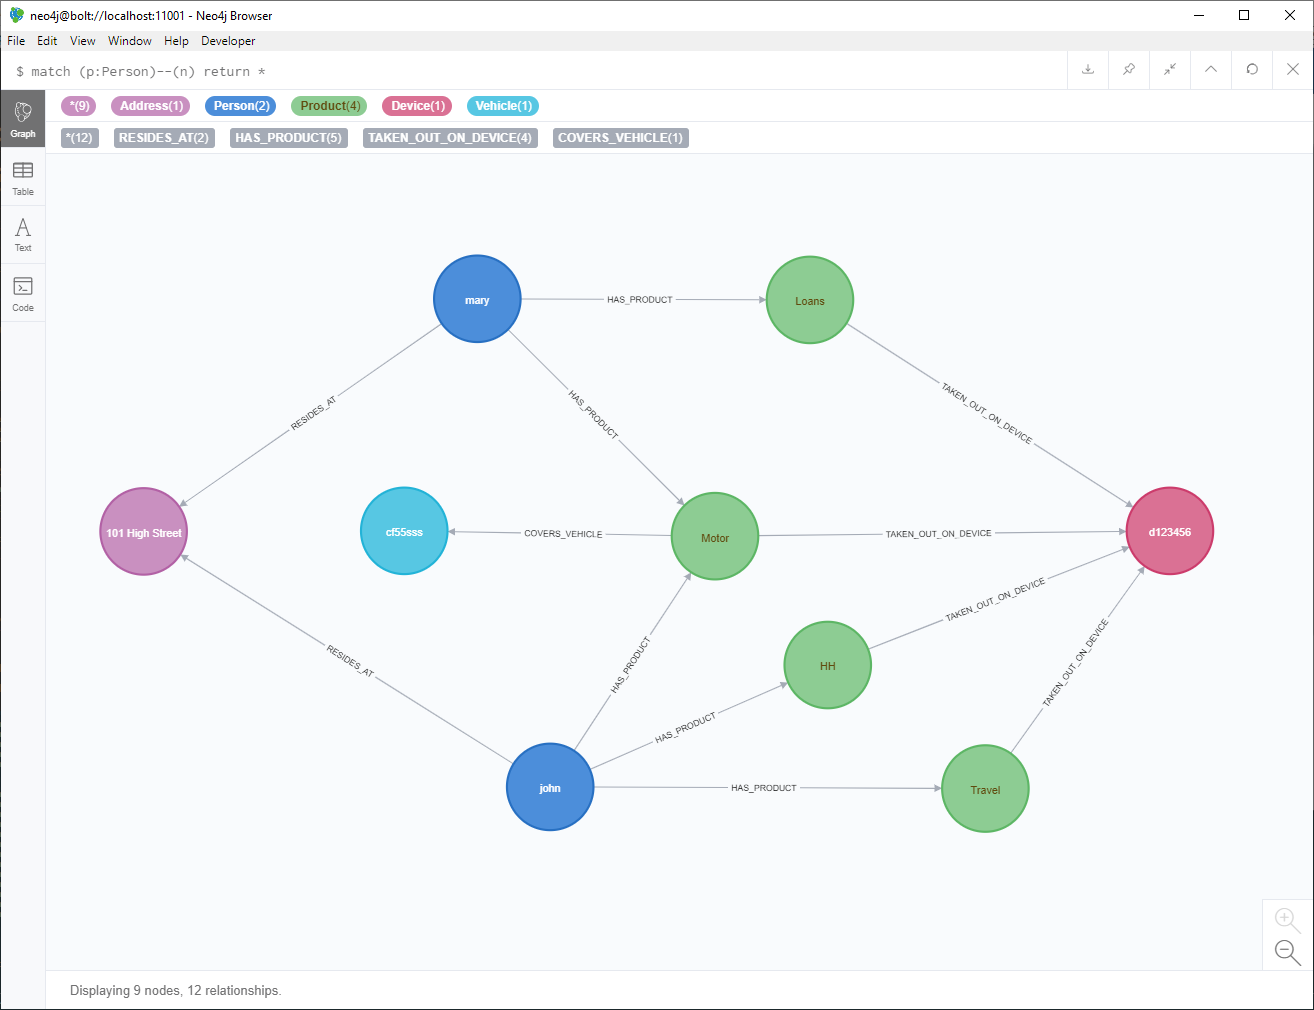 neo4j@bolt://localhost:11001 - Neo4j Browser
File Edit View Window Help Developer
$ match (p:Person)--(n) return *
*(9) Address(1) Person(2) Product(4) Device(1) Vehicle(1)
*(12) RESIDES_AT(2) HAS_PRODUCT(5) TAKEN_OUT_ON_DEVICE(4) COVERS_VEHICLE(1)
Graph
Table
Text
Code
mary
HAS_PRODUCT
Loans
RESIDES_AT
HAS_PRODUCT
TAKEN_OUT_ON_DEVICE
101 High Street
cf55sss
COVERS_VEHICLE
Motor
TAKEN_OUT_ON_DEVICE
d123456
TAKEN_OUT_ON_DEVICE
RESIDES_AT
HAS_PRODUCT
HH
TAKEN_OUT_ON_DEVICE
HAS_PRODUCT
john
HAS_PRODUCT
Travel
Displaying 9 nodes, 12 relationships.